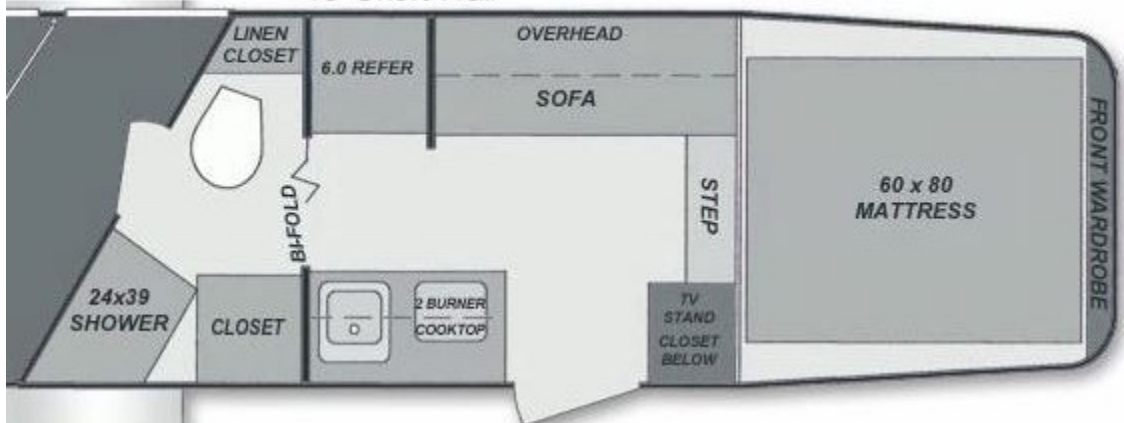 LINEN
CLOSET
6.0 REFER
OVERHEAD
SOFA
FRONT WARDROBE
60 x 80
MATTRESS
STEP
BI-FOLD
24x39
SHOWER
CLOSET
2 BURNER
COOKTOP
TV
STAND
CLOSET
BELOW